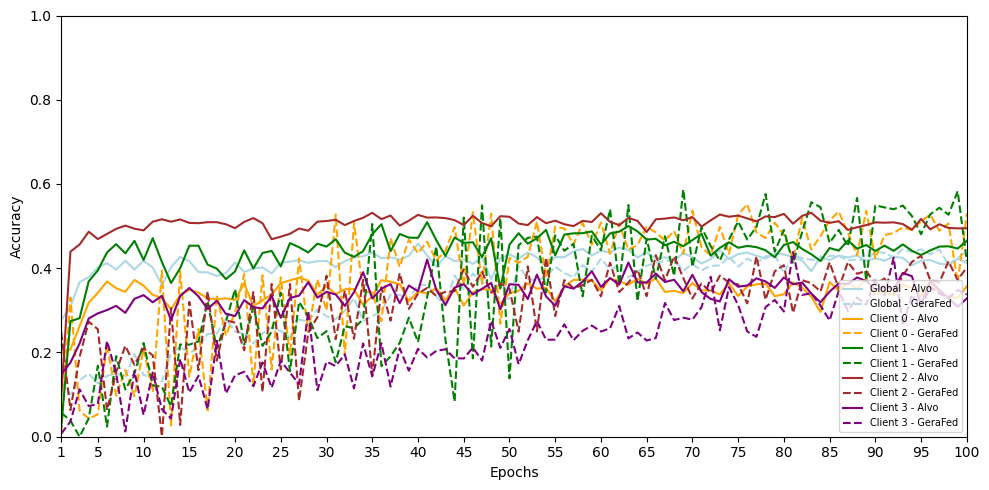 1.0
0.8
0.6
0.4
0.2
0.0
Accuracy
Global - Alvo
Global - GeraFed
Client 0 - Alvo
Client 0 - GeraFed
Client 1 - Alvo
Client 1 - GeraFed
Client 2 - Alvo
Client 2 - GeraFed
Client 3 - Alvo
Client 3 - GeraFed
1 5 10 15 20 25 30 35 40 45 50 55 60 65 70 75 80 85 90 95 100
Epochs